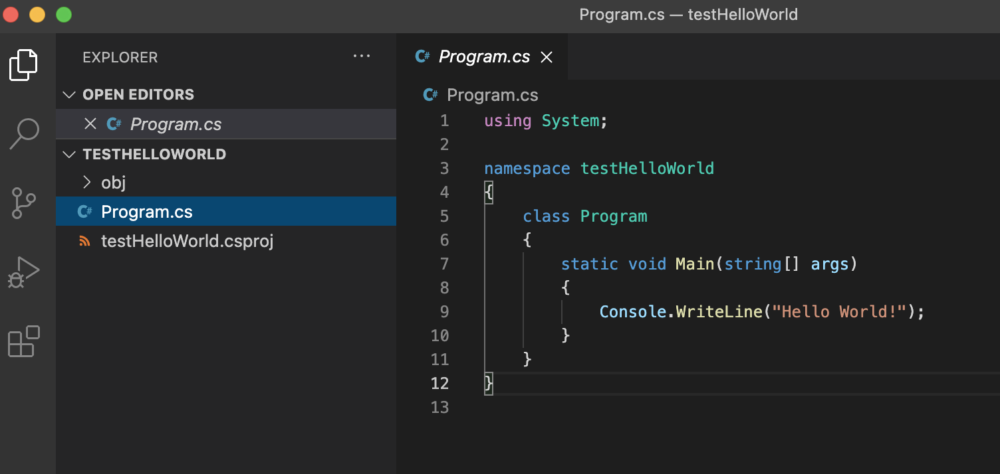 Program.cs — testHelloWorld
EXPLORER
OPEN EDITORS
C# Program.cs
TESTHELLOWORLD
obj
C# Program.cs
testHelloWorld.csproj
C# Program.cs
C# Program.cs
1 using System;
2
3 namespace testHelloWorld
4 {
5     class Program
6     {
7         static void Main(string[] args)
8         {
9             Console.WriteLine("Hello World!");
10         }
11     }
12 }
13